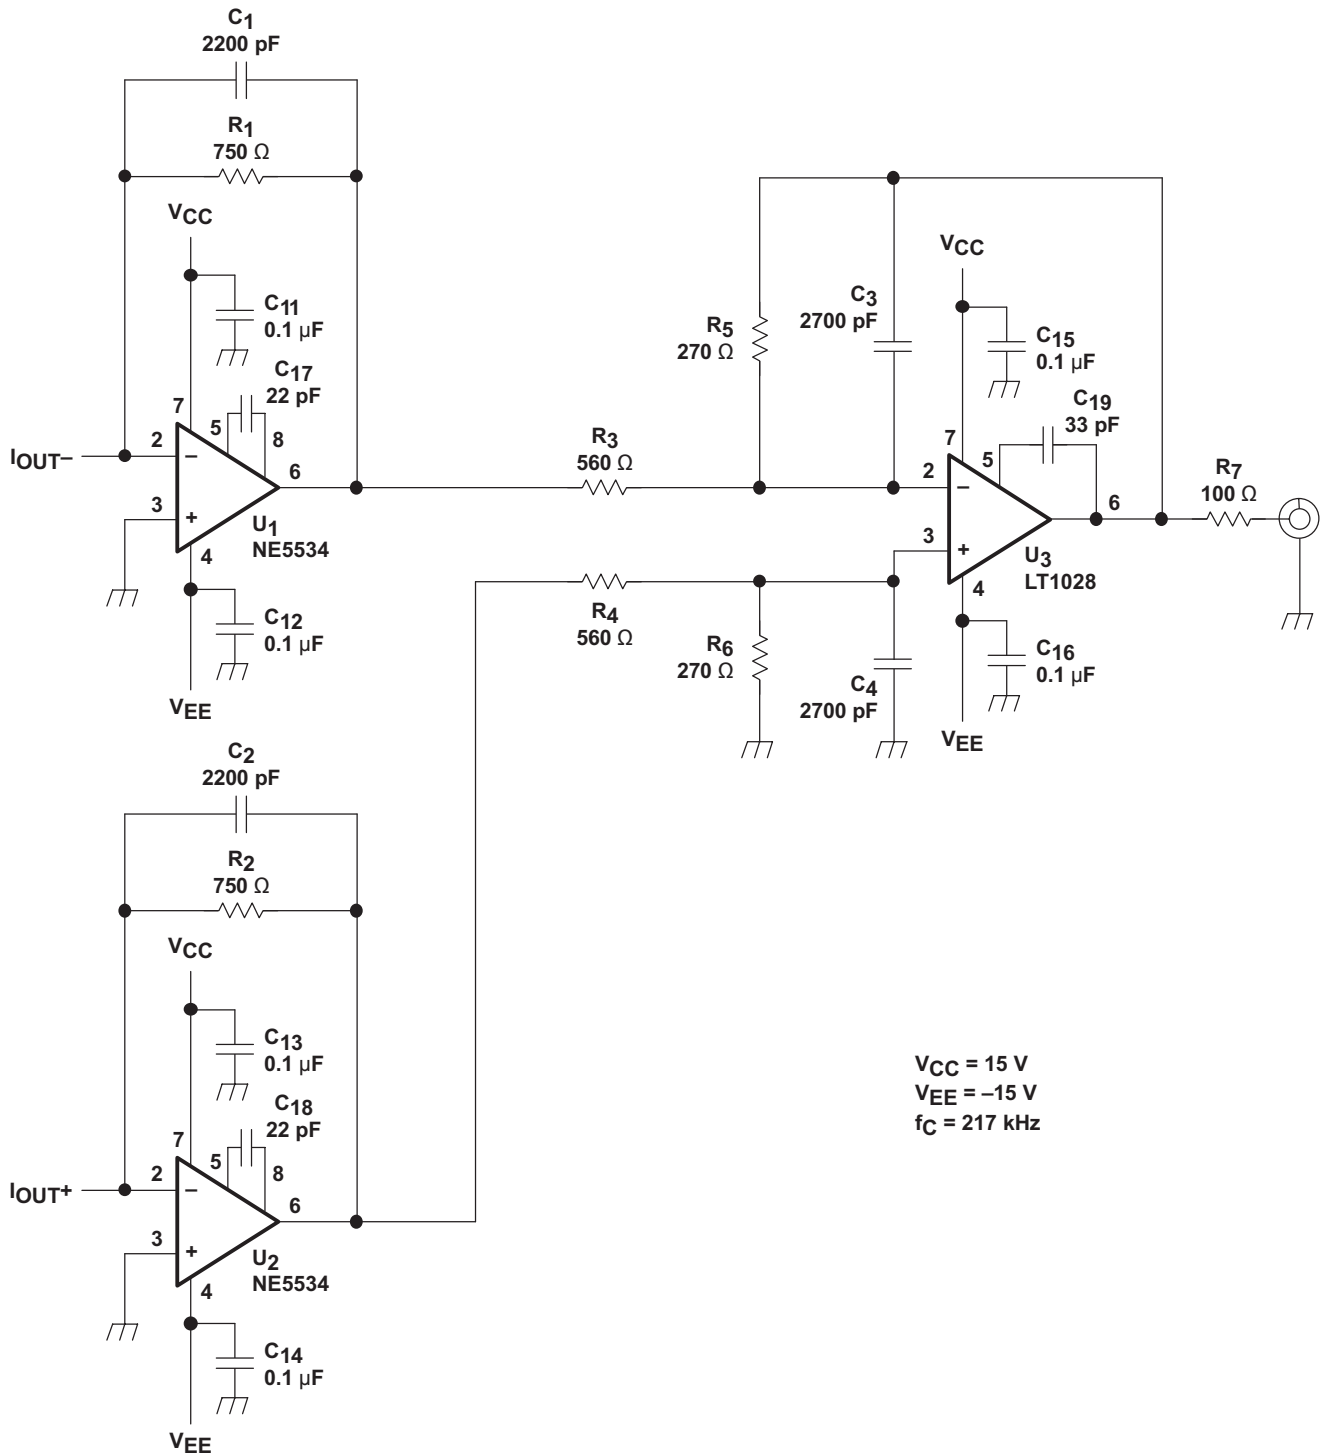 C1
2200 pF
R1
750 Ω
VCC
C11
0.1 µF
C17
22 pF
7
5
8
2
–
6
IOUT–
3
+
U1
NE5534
4
C12
0.1 µF
VEE
R3
560 Ω
R5
270 Ω
C3
2700 pF
VCC
C15
0.1 µF
C19
33 pF
7
5
2
–
6
R7
100 Ω
3
+
U3
LT1028
4
R4
560 Ω
R6
270 Ω
C4
2700 pF
C16
0.1 µF
VEE
C2
2200 pF
R2
750 Ω
VCC
C13
0.1 µF
C18
22 pF
7
5
8
2
–
6
IOUT+
3
+
U2
NE5534
4
C14
0.1 µF
VEE
VCC = 15 V
VEE = –15 V
fC = 217 kHz